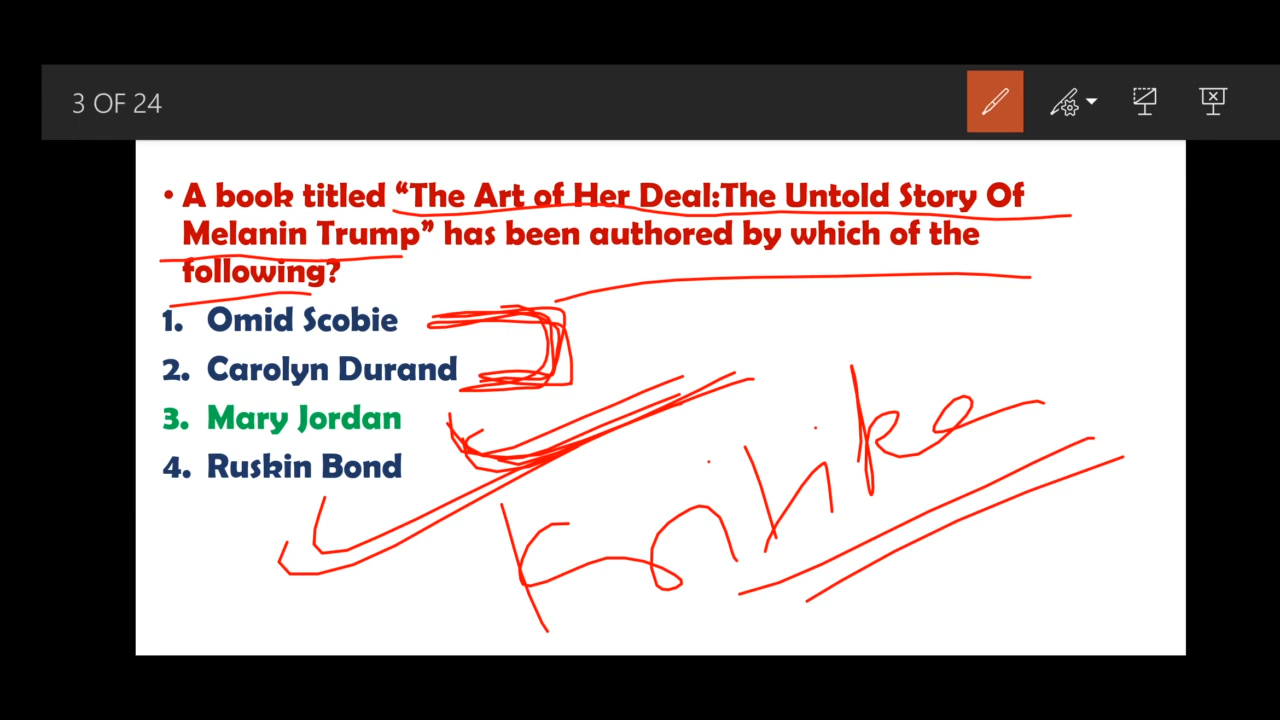 3 OF 24
• A book titled “The Art of Her Deal:The Untold Story Of
Melanin Trump” has been authored by which of the
following?
1. Omid Scobie
2. Carolyn Durand
3. Mary Jordan
4. Ruskin Bond